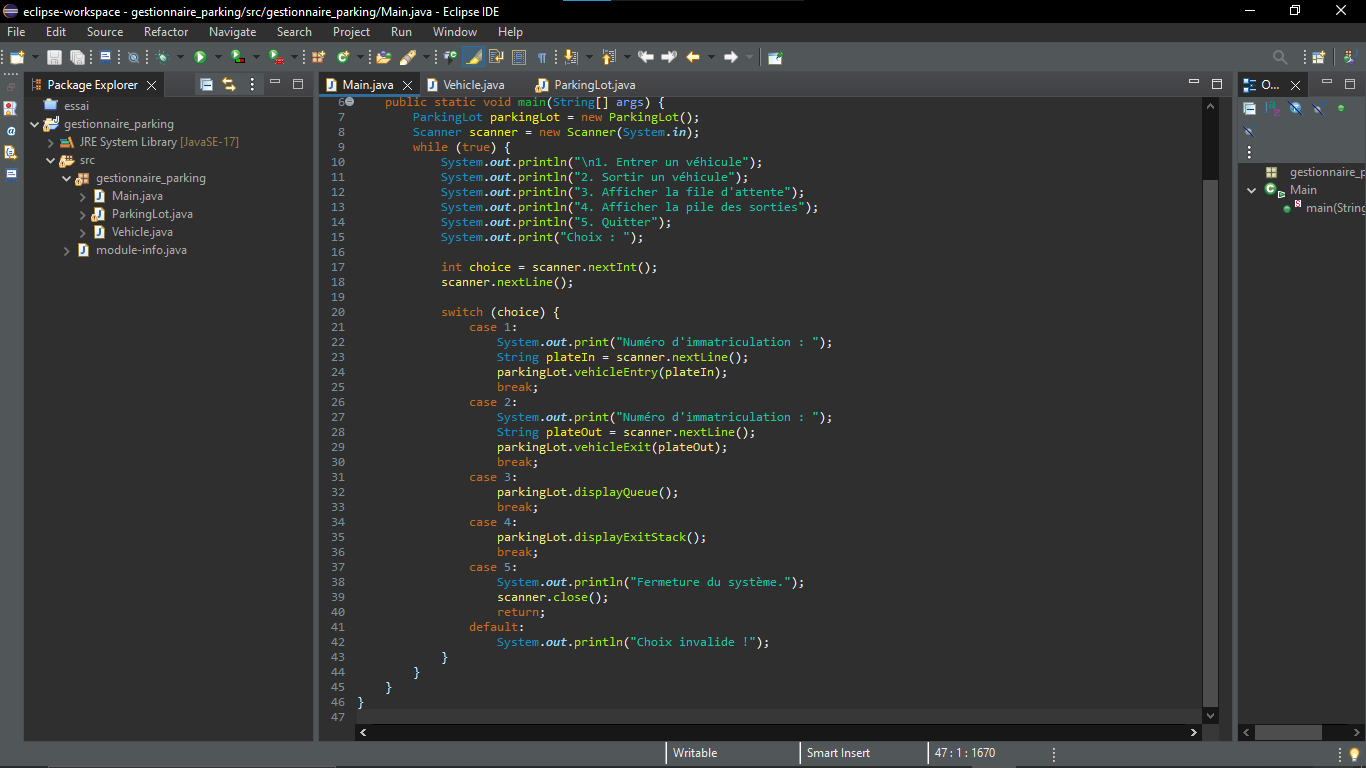 eclipse-workspace - gestionnaire_parking/src/gestionnaire_parking/Main.java - Eclipse IDE
File Edit Source Refactor Navigate Search Project Run Window Help
Package Explorer
essai
gestionnaire_parking
JRE System Library [JavaSE-17]
src
gestionnaire_parking
Main.java
ParkingLot.java
Vehicle.java
module-info.java
Main.java Vehicle.java ParkingLot.java
6 public static void main(String[] args) {
7 ParkingLot parkingLot = new ParkingLot();
8 Scanner scanner = new Scanner(System.in);
9 while (true) {
10 System.out.println("\n1. Entrer un véhicule");
11 System.out.println("2. Sortir un véhicule");
12 System.out.println("3. Afficher la file d'attente");
13 System.out.println("4. Afficher la pile des sorties");
14 System.out.println("5. Quitter");
15 System.out.print("Choix : ");
16
17 int choice = scanner.nextInt();
18 scanner.nextLine();
19
20 switch (choice) {
21 case 1:
22 System.out.print("Numéro d'immatriculation : ");
23 String plateIn = scanner.nextLine();
24 parkingLot.vehicleEntry(plateIn);
25 break;
26 case 2:
27 System.out.print("Numéro d'immatriculation : ");
28 String plateOut = scanner.nextLine();
29 parkingLot.vehicleExit(plateOut);
30 break;
31 case 3:
32 parkingLot.displayQueue();
33 break;
34 case 4:
35 parkingLot.displayExitStack();
36 break;
37 case 5:
38 System.out.println("Fermeture du système.");
39 scanner.close();
40 return;
41 default:
42 System.out.println("Choix invalide !");
43 }
44 }
45 }
46 }
47
O...
gestionnaire_p
Main
main(String
Writable Smart Insert 47 : 1 : 1670